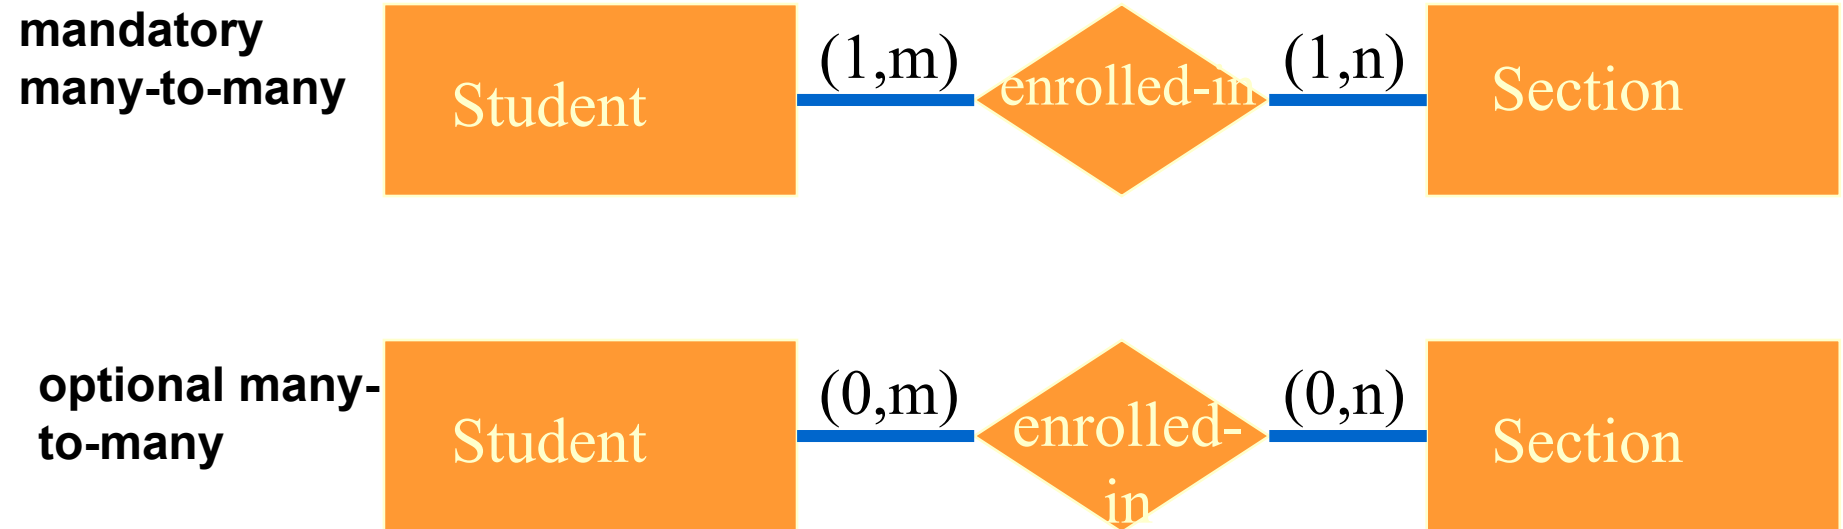 mandatory
many-to-many
Student
(1,m)
enrolled-in
(1,n)
Section
optional many-
to-many
Student
(0,m)
enrolled-
in
(0,n)
Section